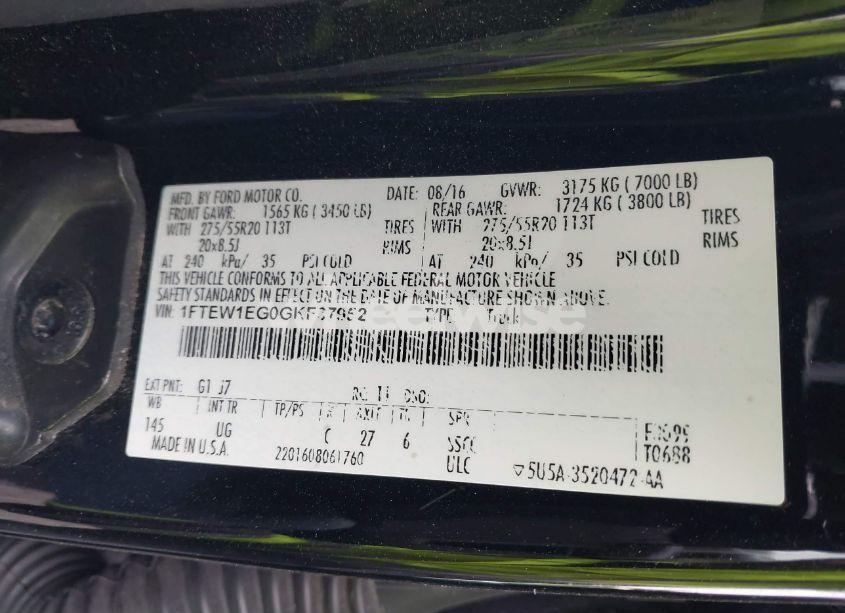 MFD. BY FORD MOTOR CO. DATE: 08/16 GVWR: 3175 KG ( 7000 LB)
FRONT GAWR: 1565 KG ( 3450 LB) REAR GAWR: 1724 KG ( 3800 LB)
WITH 275/55R20 113T TIRES WITH 275/55R20 113T TIRES
20x8.5J RIMS 20x8.5J RIMS
AT 240 kPa/ 35 PSI COLD AT 240 kPa/ 35 PSI COLD
THIS VEHICLE CONFORMS TO ALL APPLICABLE FEDERAL MOTOR VEHICLE
SAFETY STANDARDS IN EFFECT ON THE DATE OF MANUFACTURE SHOWN ABOVE.
VIN: TYPE Truck
EXT PNT: G1
WB INT TR TP/PS R AXLE TR SPR
145 UG C 27 6 SSCC T0688
MADE IN U.S.A. 2201608061760 ULC 5U5A-3520472-AA